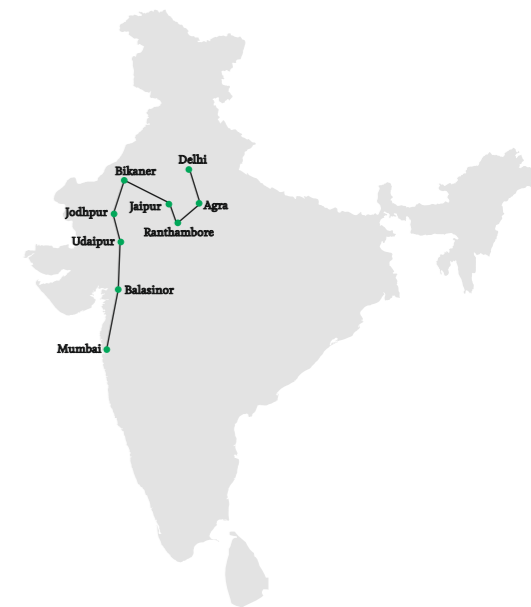 Delhi
Bikaner
Jaipur
Agra
Jodhpur
Ranthambore
Udaipur
Balasinor
Mumbai